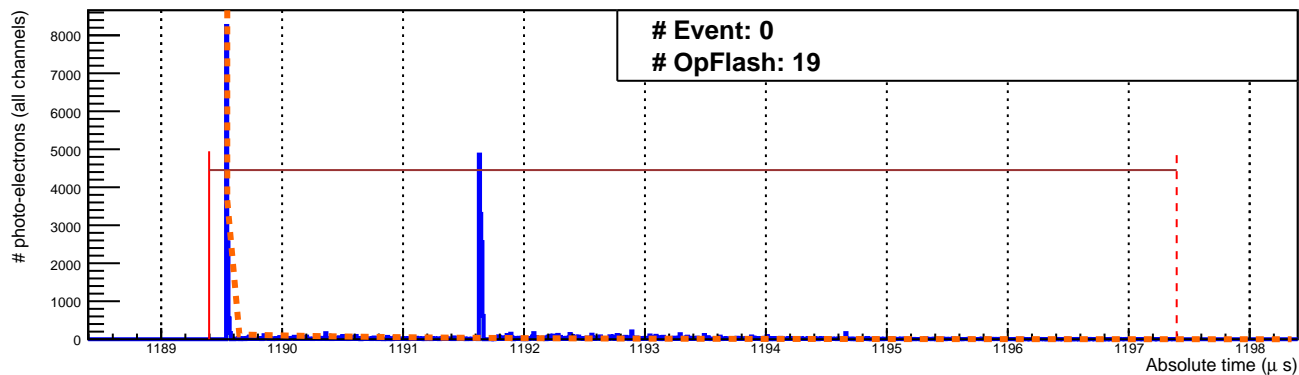 # Event: 0
# OpFlash: 19
# photo-electrons (all channels)
8000
7000
6000
5000
4000
3000
2000
1000
0
1189 1190 1191 1192 1193 1194 1195 1196 1197 1198
Absolute time (μ s)